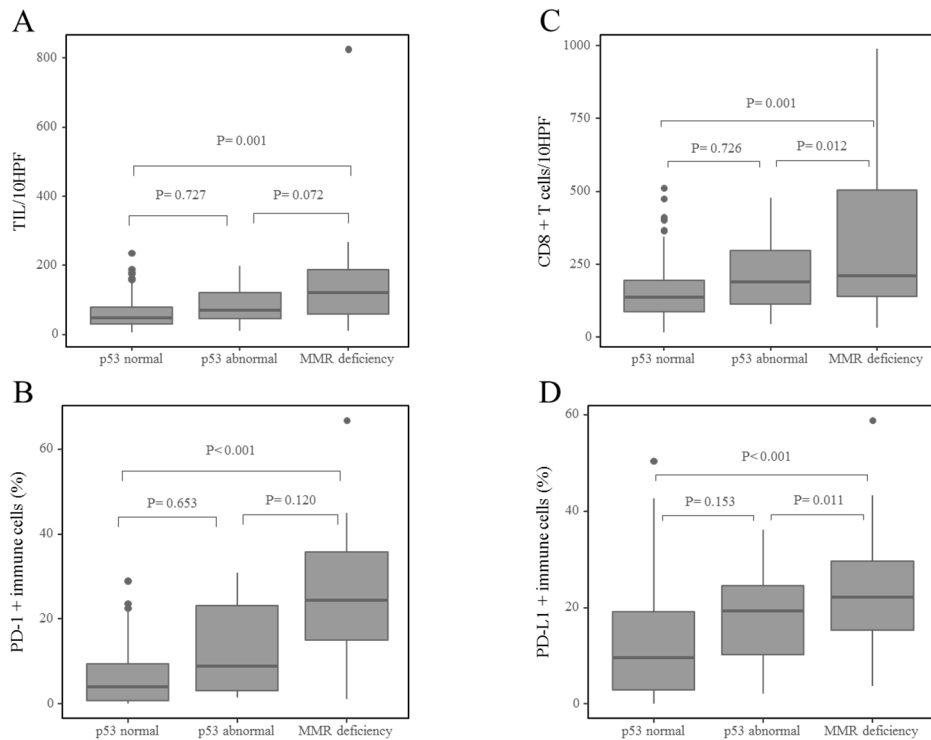 A
TIL/10HPF
800
600
400
200
0
P= 0.001
P= 0.727
P= 0.072
p53 normal
p53 abnormal
MMR deficiency
C
CD8 + T cells/10HPF
1000
750
500
250
0
P= 0.001
P= 0.726
P= 0.012
p53 normal
p53 abnormal
MMR deficiency
B
PD-1 + immune cells (%)
60
40
20
0
P< 0.001
P= 0.653
P= 0.120
p53 normal
p53 abnormal
MMR deficiency
D
PD-L1 + immune cells (%)
60
40
20
0
P< 0.001
P= 0.153
P= 0.011
p53 normal
p53 abnormal
MMR deficiency